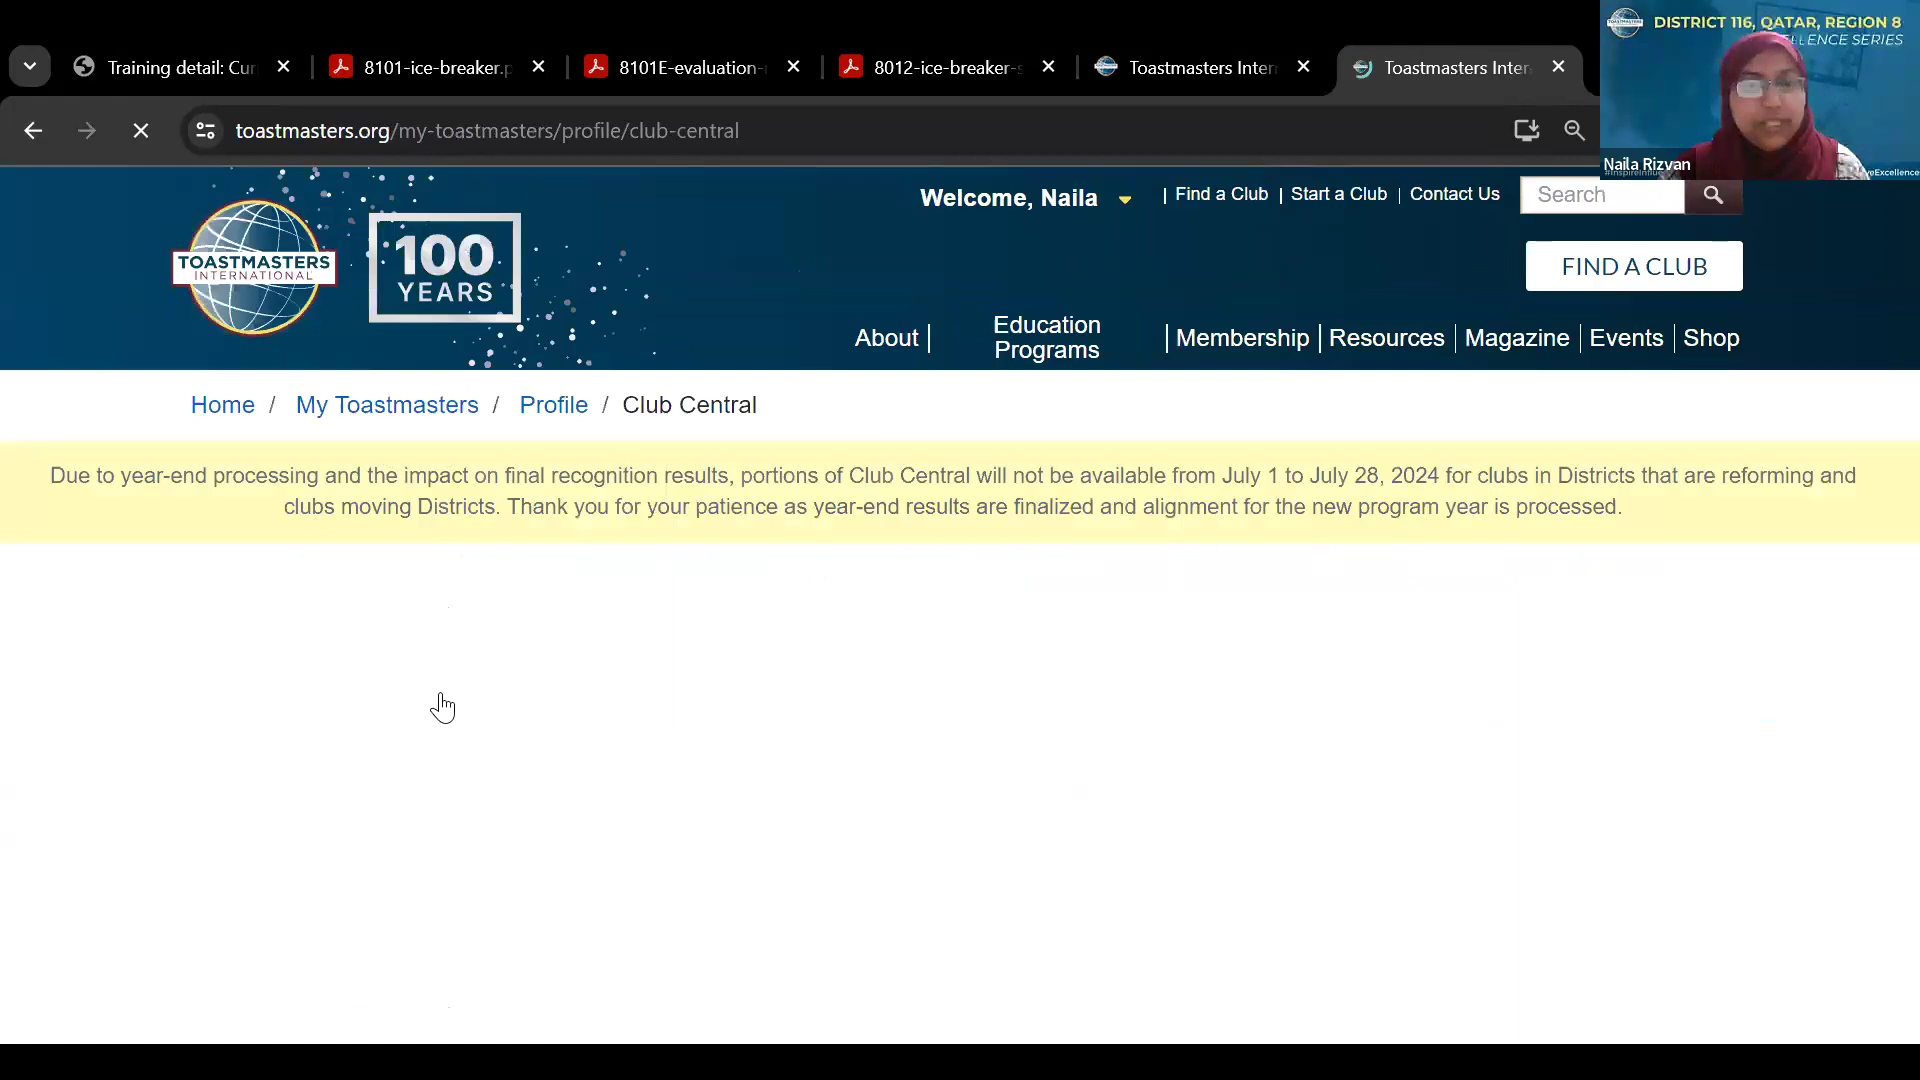 DISTRICT 116, QATAR, REGION 8
ELLENCE SERIES
Training detail: Cur
8101-ice-breaker.p
8101E-evaluation-
8012-ice-breaker-s
Toastmasters Inter
Toastmasters Inter
toastmasters.org/my-toastmasters/profile/club-central
Naila Rizvan
veExcellence
Welcome, Naila
Find a Club
Start a Club
Contact Us
Search
TOASTMASTERS
INTERNATIONAL
100
YEARS
FIND A CLUB
About
Education
Programs
Membership
Resources
Magazine
Events
Shop
Home / My Toastmasters / Profile / Club Central
Due to year-end processing and the impact on final recognition results, portions of Club Central will not be available from July 1 to July 28, 2024 for clubs in Districts that are reforming and
clubs moving Districts. Thank you for your patience as year-end results are finalized and alignment for the new program year is processed.